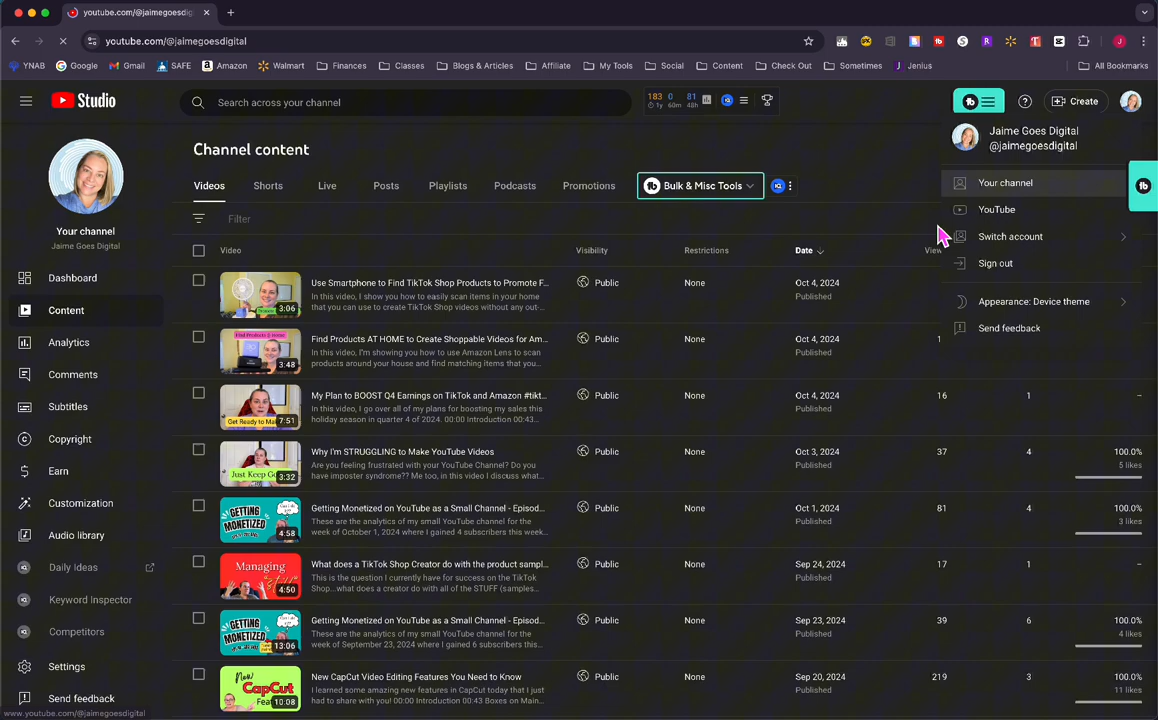 youtube.com/@jaimegoesdigital
youtube.com/@jaimegoesdigital
YNAB Google Gmail SAFE Amazon Walmart Finances Classes Blogs & Articles Affiliate My Tools Social Content Check Out Sometimes Jenius All Bookmarks
Studio
Search across your channel
183 0 81
1y 60m 48h
Create
Jaime Goes Digital
@jaimegoesdigital
Your channel
YouTube
Switch account
Sign out
Appearance: Device theme
Send feedback
Your channel
Jaime Goes Digital
Dashboard
Content
Analytics
Comments
Subtitles
Copyright
Earn
Customization
Audio library
Daily Ideas
Keyword Inspector
Competitors
Settings
Send feedback
www.youtube.com/@jaimegoesdigital
Channel content
Videos Shorts Live Posts Playlists Podcasts Promotions Bulk & Misc Tools
Filter
Video Visibility Restrictions Date
3:06
Use Smartphone to Find TikTok Shop Products to Promote F...
In this video, I show you how to easily scan items in your home
that you can use to create TikTok Shop videos without any out-
Public None Oct 4, 2024
Published
3:48
Find Products AT HOME to Create Shoppable Videos for Am...
In this video, I"m showing you how to use Amazon Lens to scan
products around your house and find matching items that you...
Public None Oct 4, 2024 1
Published
Get Ready to Ma
7:51
My Plan to BOOST Q4 Earnings on TikTok and Amazon #tikt...
In this video, I go over all of my plans for boosting my sales this
holiday season in quarter 4 of 2024. 00:00 Introduction 00:43...
Public None Oct 4, 2024 16 1 –
Published
Just Keep Go
3:32
Why I'm STRUGGLING to Make YouTube Videos
Are you feeling frustrated with your YouTube Channel? Do you
have imposter syndrome?? Me too, in this video I discuss what...
Public None Oct 3, 2024 37 4 100.0%
Published 5 likes
GETTING
MONETIZED
4:58
Getting Monetized on YouTube as a Small Channel - Episod...
These are the analytics of my small YouTube channel for the
week of October 1, 2024 where I gained 4 subscribers this week...
Public None Oct 1, 2024 81 4 100.0%
Published 3 likes
Managing
4:50
What does a TikTok Shop Creator do with the product sampl...
This is the question I currently have for success on the TikTok
Shop...what does a creator do with all of the STUFF (samples...
Public None Sep 24, 2024 17 1 –
Published
GETTING
MONETIZED
13:06
Getting Monetized on YouTube as a Small Channel - Episod...
These are the analytics of my small YouTube channel for the
week of September 23, 2024 where I gained 6 subscribers this...
Public None Sep 23, 2024 39 6 100.0%
Published 4 likes
New
CapCut
10:08
New CapCut Video Editing Features You Need to Know
I learned some amazing new features in CapCut today that I just
had to share with you! 00:00 Introduction 00:43 Boxes on Main...
Public None Sep 20, 2024 219 3 100.0%
Published 11 likes